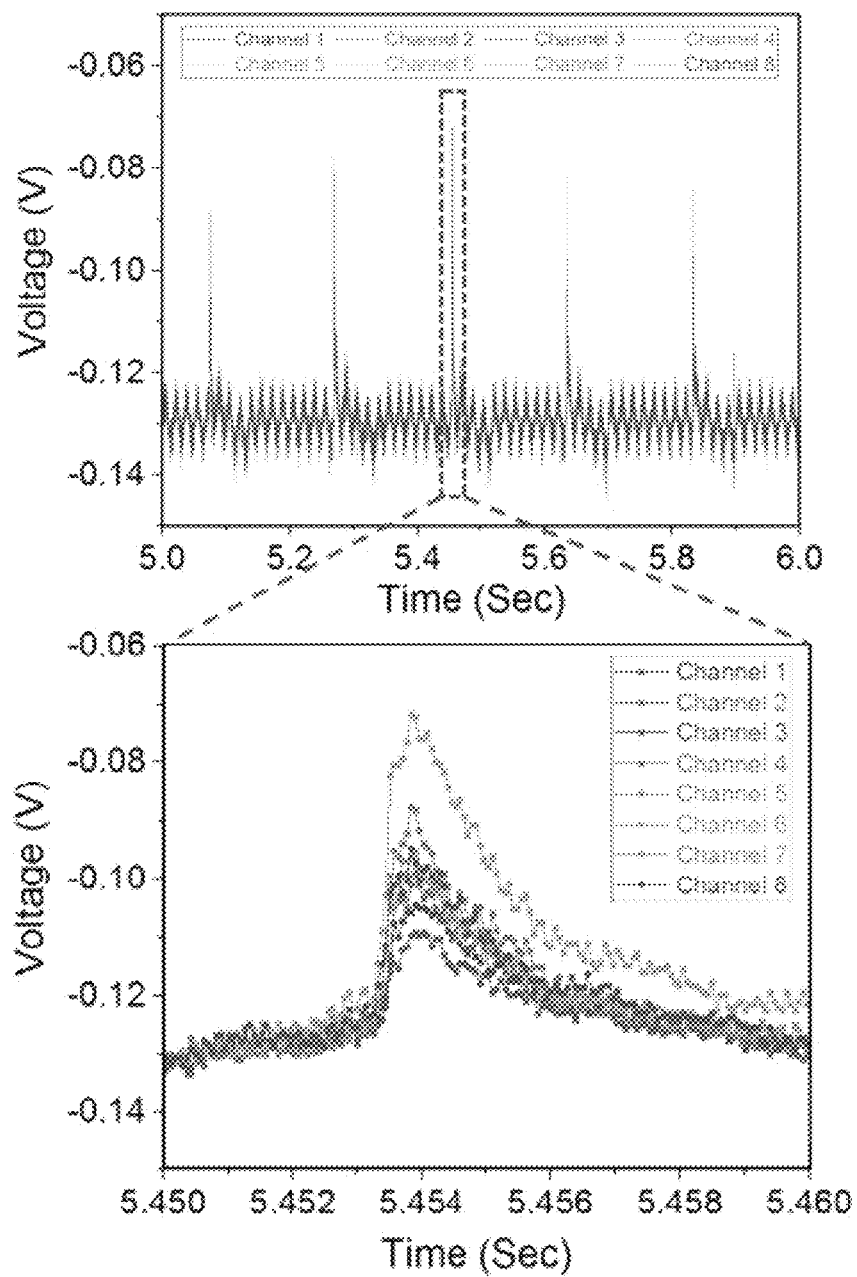 Channel 1 Channel 2 Channel 3 Channel 4
Channel 5 Channel 6 Channel 7 Channel 8
Voltage (V)
-0.06
-0.08
-0.10
-0.12
-0.14
5.0 5.2 5.4 5.6 5.8 6.0
Time (Sec)
Voltage (V)
-0.06
-0.08
-0.10
-0.12
-0.14
Channel 1
Channel 2
Channel 3
Channel 4
Channel 5
Channel 6
Channel 7
Channel 8
5.450 5.452 5.454 5.456 5.458 5.460
Time (Sec)